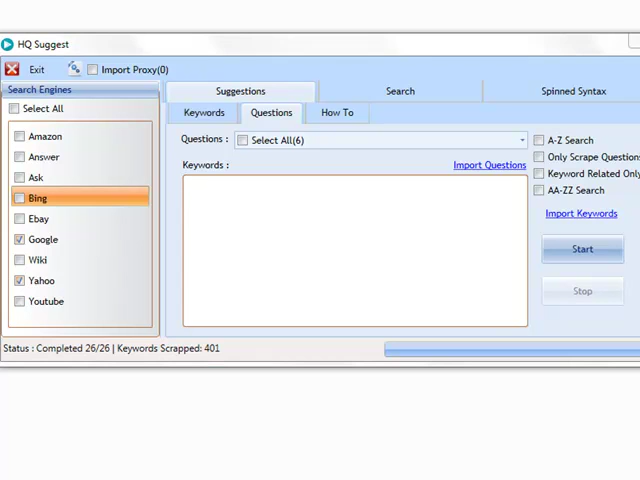 HQ Suggest
Exit
Import Proxy(0)
Search Engines
Select All
Amazon
Answer
Ask
Bing
Ebay
Google
Wiki
Yahoo
Youtube
Suggestions
Search
Spinned Syntax
Keywords
Questions
How To
Questions :
Select All(6)
Keywords :
Import Questions
A-Z Search
Only Scrape Questions
Keyword Related Only
AA-ZZ Search
Import Keywords
Start
Stop
Status : Completed 26/26 | Keywords Scrapped: 401